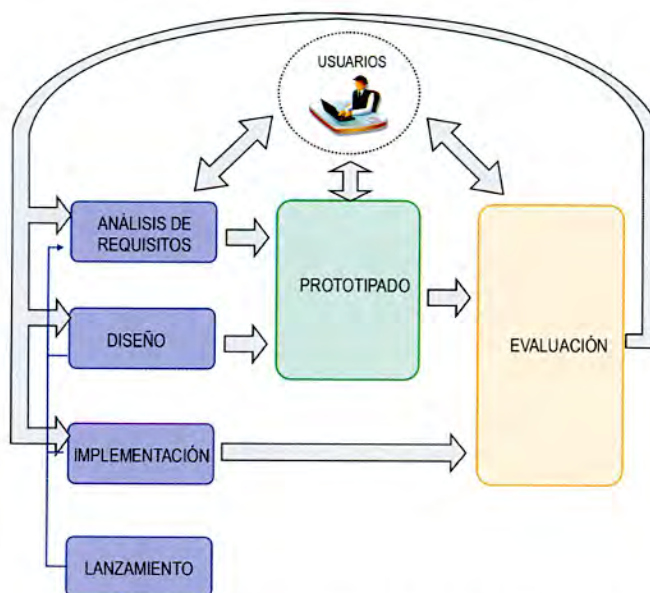 USUARIOS
ANÁLISIS DE
REQUISITOS
PROTOTIPADO
DISEÑO
EVALUACIÓN
IMPLEMENTACIÓN
LANZAMIENTO